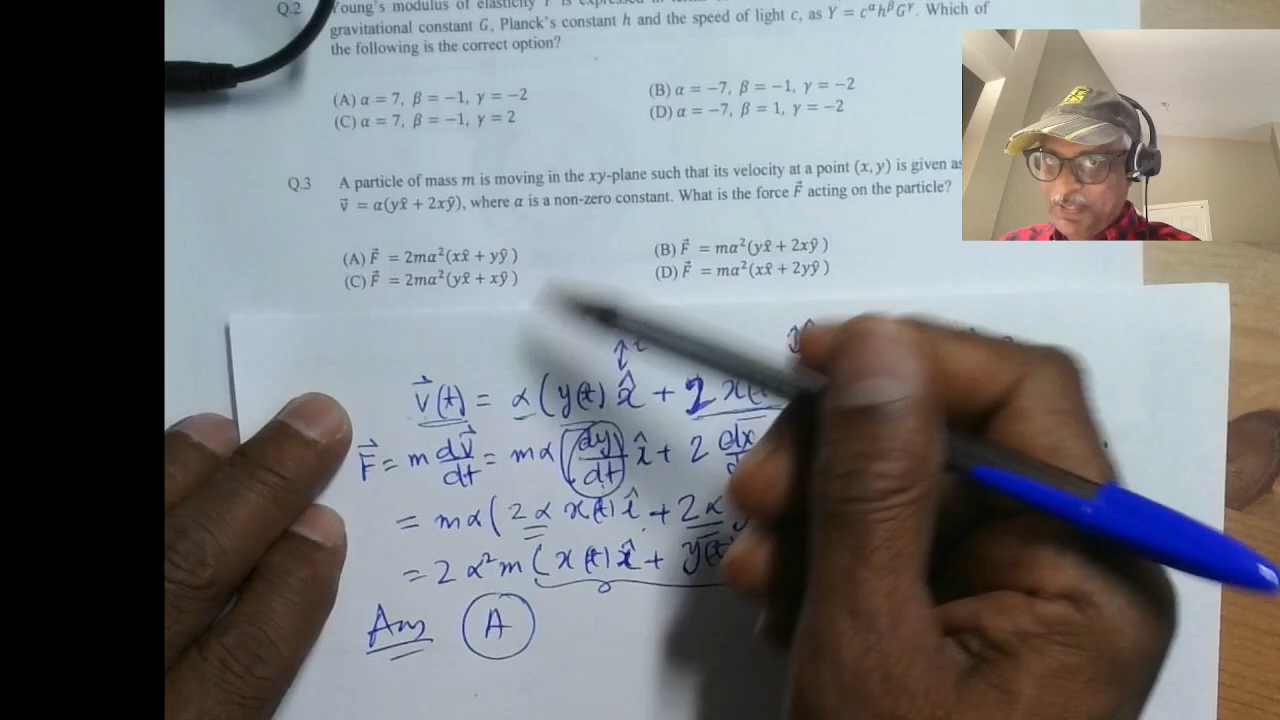 Q.2 Young's modulus of elasticity Y is expressed in terms of
gravitational constant G, Planck's constant h and the speed of light c, as Y = c^α h^β G^γ. Which of
the following is the correct option?
(A) α = 7, β = −1, γ = −2 (B) α = −7, β = −1, γ = −2
(C) α = 7, β = −1, γ = 2 (D) α = −7, β = 1, γ = −2
Q.3 A particle of mass m is moving in the xy-plane such that its velocity at a point (x, y) is given as
v⃗ = α(yx̂ + 2xŷ), where α is a non-zero constant. What is the force F⃗ acting on the particle?
(A) F⃗ = 2mα²(xx̂ + yŷ) (B) F⃗ = mα²(yx̂ + 2xŷ)
(C) F⃗ = 2mα²(yx̂ + xŷ) (D) F⃗ = mα²(xx̂ + 2yŷ)
v⃗(t) = α(y(t) x̂ + 2 x(t)
F⃗ = m dv⃗/dt = mα(dy/dt î + 2 dx
= mα(2α x(t) î + 2α y
= 2α²m(x(t) î + y(t)
Ans A